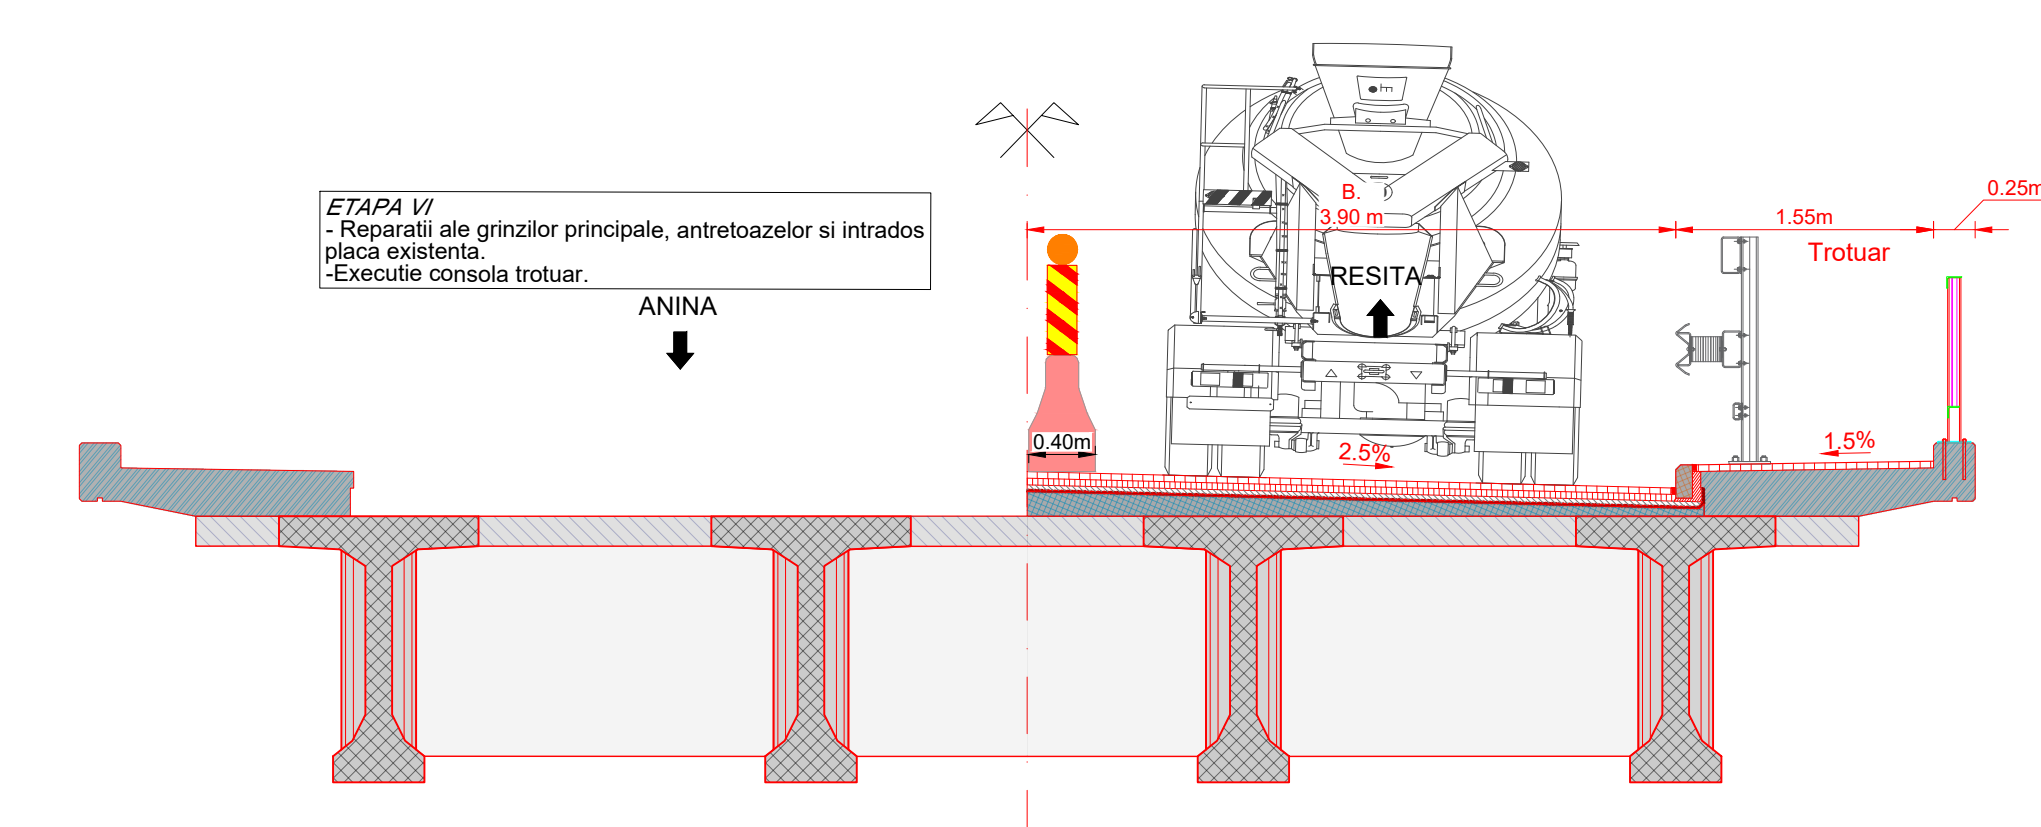 ETAPA VI
- Reparatii ale grinzilor principale, antretoazelor si intrados
placa existenta.
-Executie consola trotuar.
ANINA
B.
3.90 m
RESITA
1.55m
Trotuar
0.25m
0.40m
2.5%
1.5%